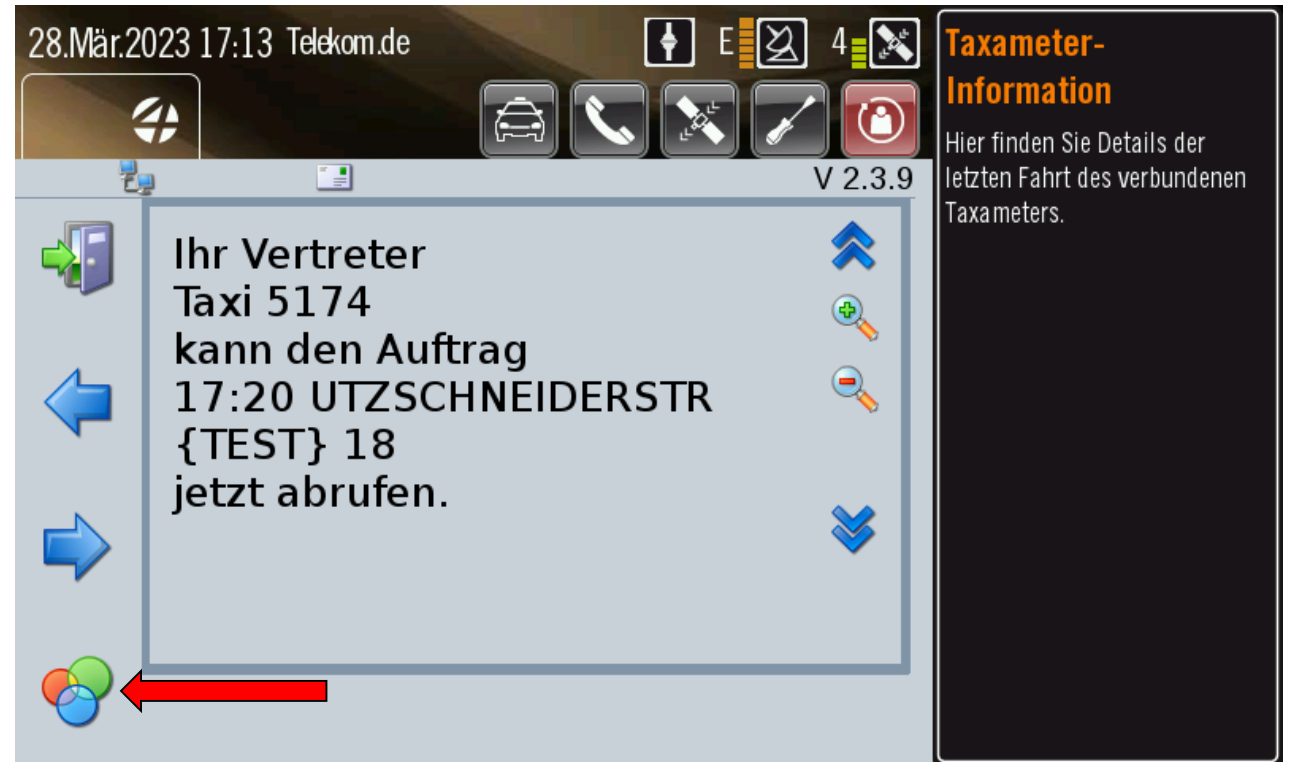 28.Mär.2023 17:13 Telekom.de E 4
V 2.3.9
Ihr Vertreter
Taxi 5174
kann den Auftrag
17:20 UTZSCHNEIDERSTR
{TEST} 18
jetzt abrufen.
Taxameter-
Information
Hier finden Sie Details der
letzten Fahrt des verbundenen
Taxameters.